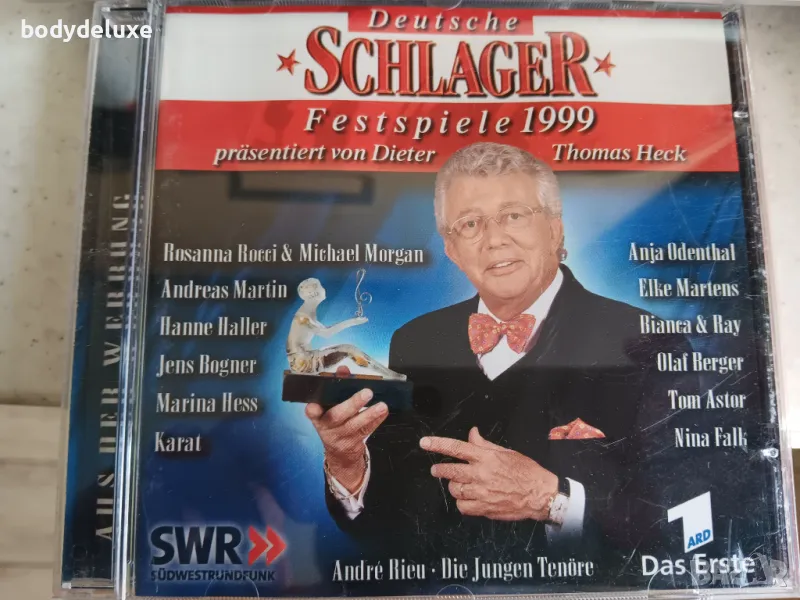 bodydeluxe
Deutsche
SCHLAGER
Festspiele 1999
präsentiert von Dieter Thomas Heck
Rosanna Rocci & Michael Morgan
Andreas Martin
Hanne Haller
Jens Bogner
Marina Hess
Karat
Anja Odenthal
Elke Martens
Bianca & Ray
Olaf Berger
Tom Astor
Nina Falk
AUS DER WERBUNG
SWR
SÜDWESTRUNDFUNK
André Rieu · Die Jungen Tenöre
1
ARD
Das Erste